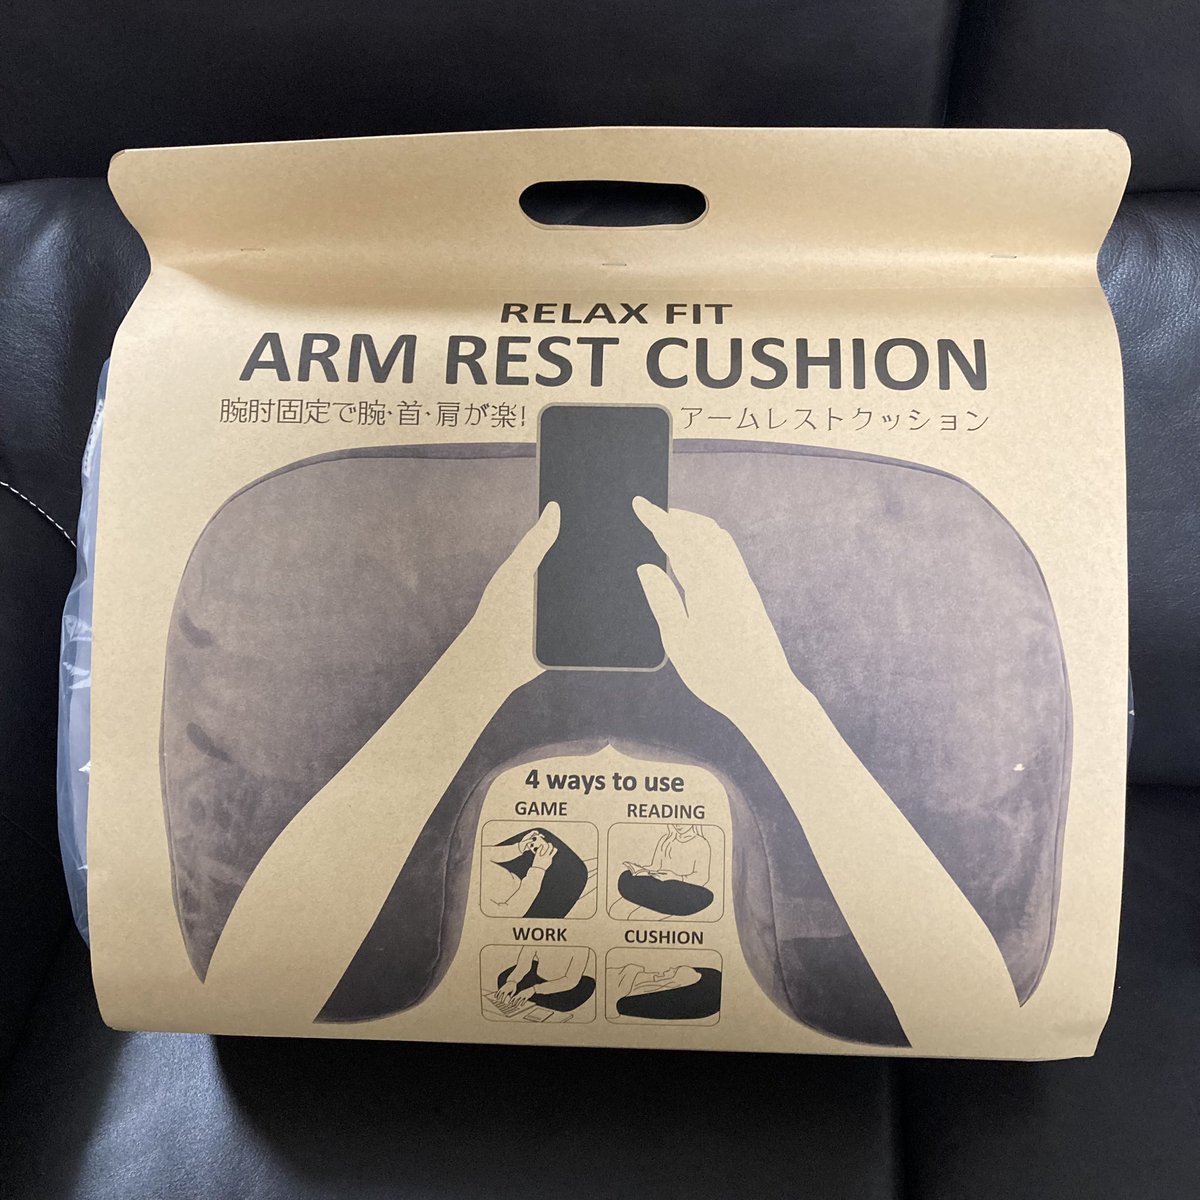 RELAX FIT
ARM REST CUSHION
腕肘固定で腕・首・肩が楽!
アームレストクッション
4 ways to use
GAME
READING
WORK
CUSHION